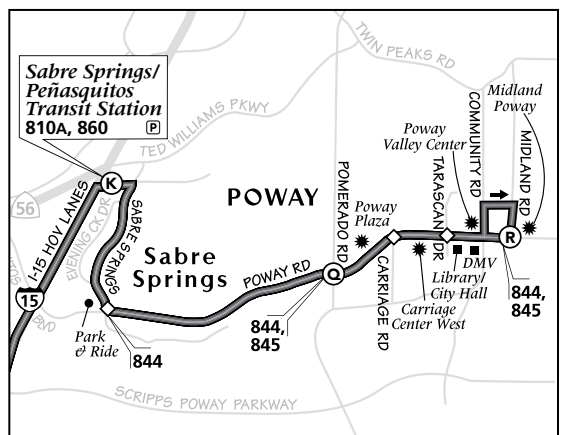 TWIN PEAKS RD
Sabre Springs/
Peñasquitos
Transit Station
810A, 860 P
TED WILLIAMS PKWY
COMMUNITY RD
Midland
Poway
Poway
Valley Center
MIDLAND RD
TARASCAN DR
K
POWAY
POMERADO RD
Poway
Plaza
56
I-15 HOV LANES
EVENING CK DR
SABRE SPRINGS
Sabre
Springs
POWAY RD
Q
R
CARRIAGE RD
DMV
Library/
City Hall
Carriage
Center West
844,
845
15
BLVD
Park
& Ride
844
844,
845
SCRIPPS POWAY PARKWAY